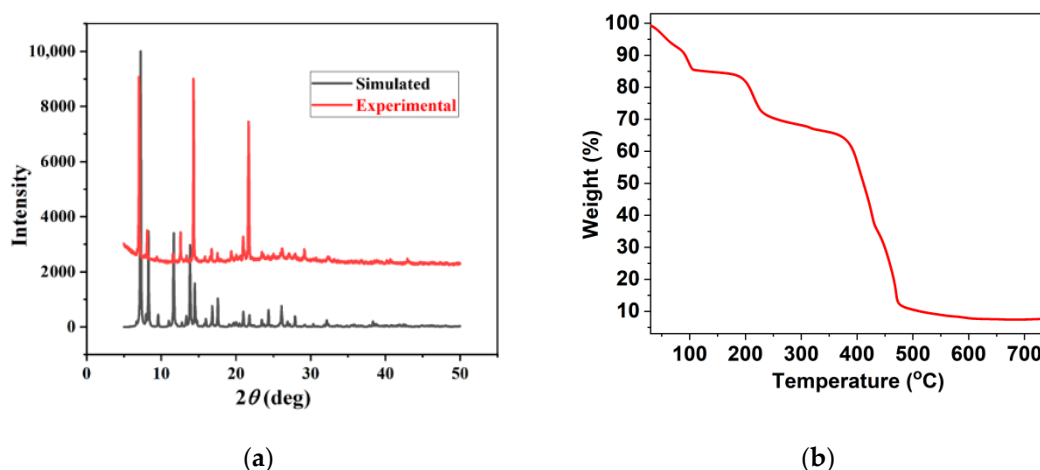 10,000
8000
6000
4000
2000
0
Intensity
Simulated
Experimental
0 10 20 30 40 50
2θ (deg)
(a)
100
90
80
70
60
50
40
30
20
10
Weight (%)
100 200 300 400 500 600 700
Temperature (°C)
(b)